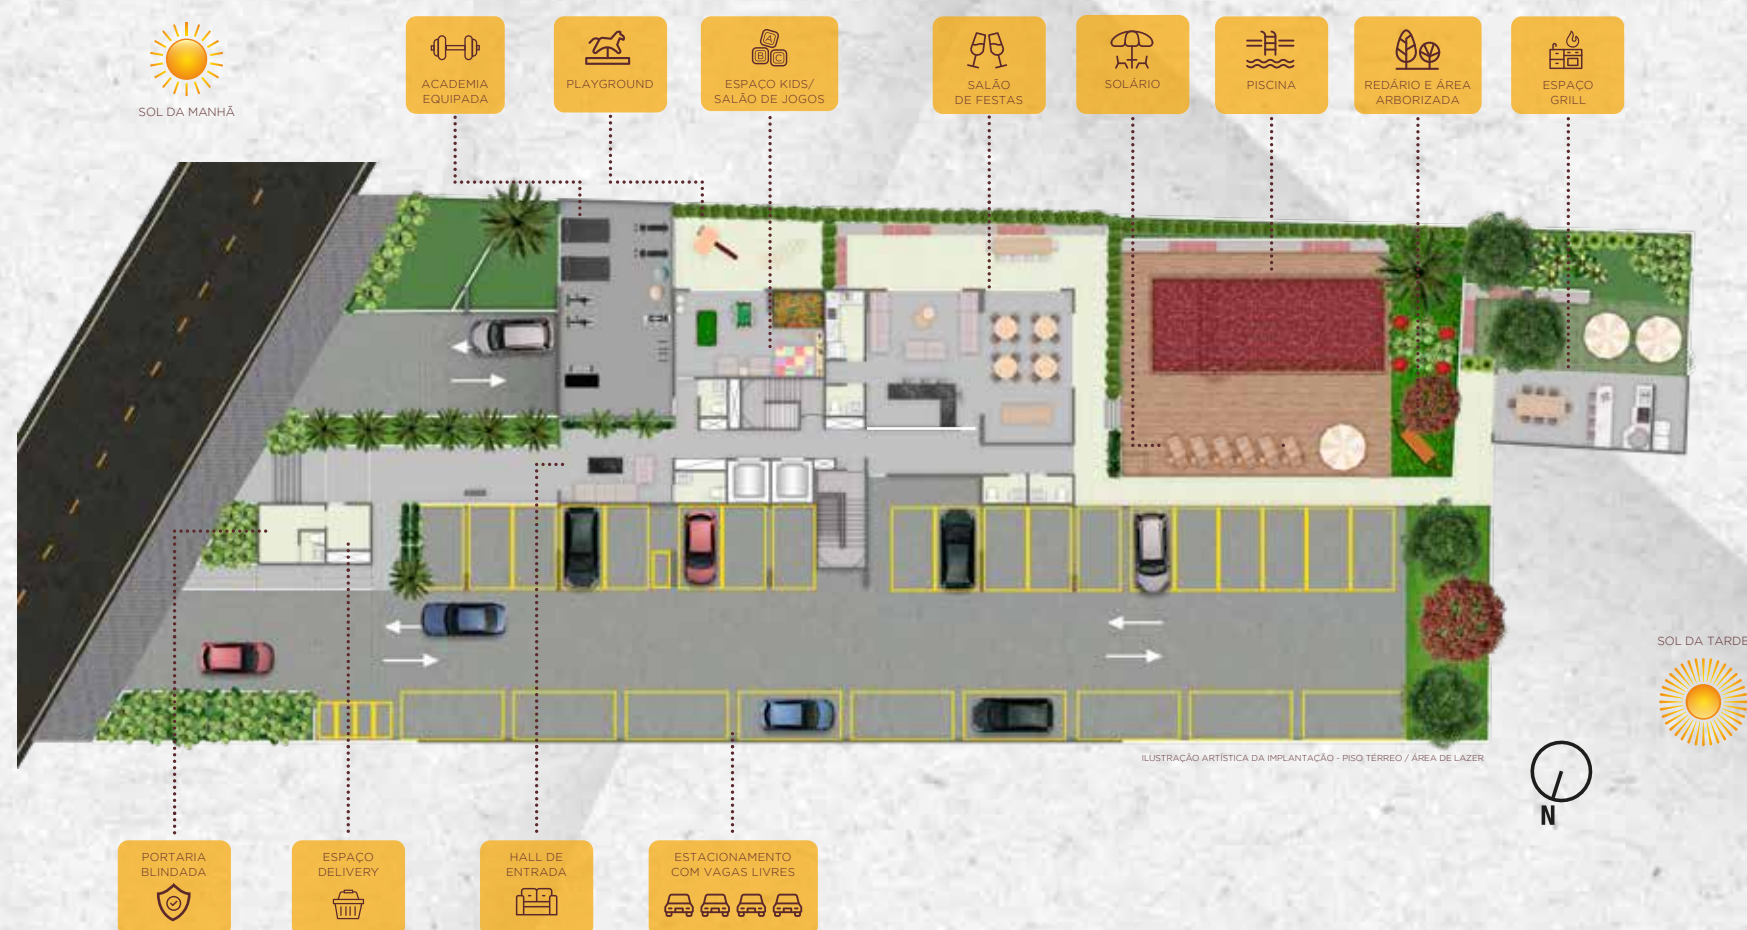 SOL DA MANHÃ
ACADEMIA
EQUIPADA
PLAYGROUND
ESPAÇO KIDS/
SALÃO DE JOGOS
SALÃO
DE FESTAS
SOLÁRIO
PISCINA
REDÁRIO E ÁREA
ARBORIZADA
ESPAÇO
GRILL
SOL DA TARDE
ILUSTRAÇÃO ARTÍSTICA DA IMPLANTAÇÃO - PISO TÉRREO / ÁREA DE LAZER
N
PORTARIA
BLINDADA
ESPAÇO
DELIVERY
HALL DE
ENTRADA
ESTACIONAMENTO
COM VAGAS LIVRES
A
B C